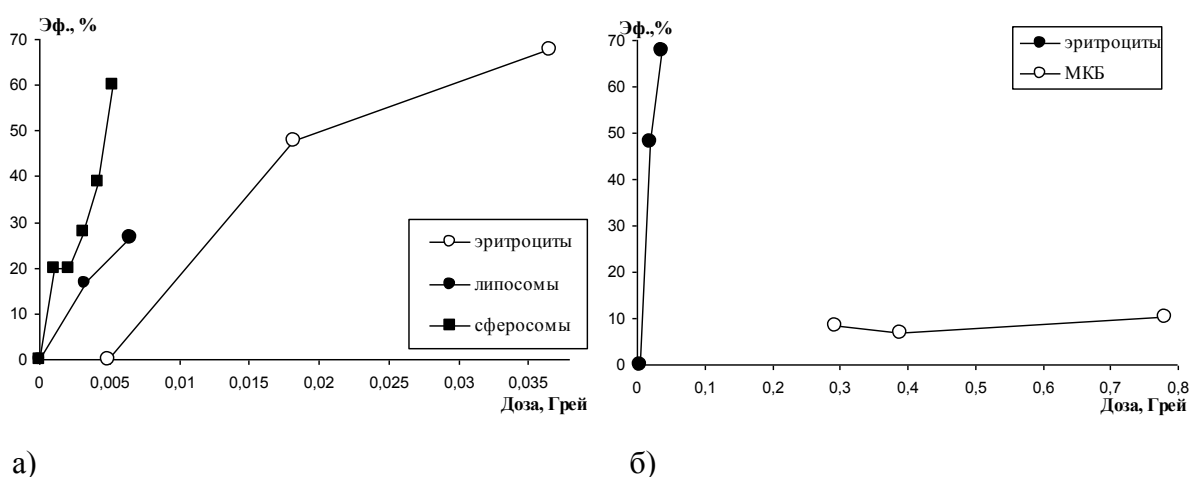 Эф., %
70
60
50
40
30
20
10
0
0 0,005 0,01 0,015 0,02 0,025 0,03 0,035
Доза, Грей
эритроциты
липосомы
сферосомы
а)
Эф.,%
70
60
50
40
30
20
10
0
0 0,1 0,2 0,3 0,4 0,5 0,6 0,7 0,8
Доза, Грей
эритроциты
МКБ
б)